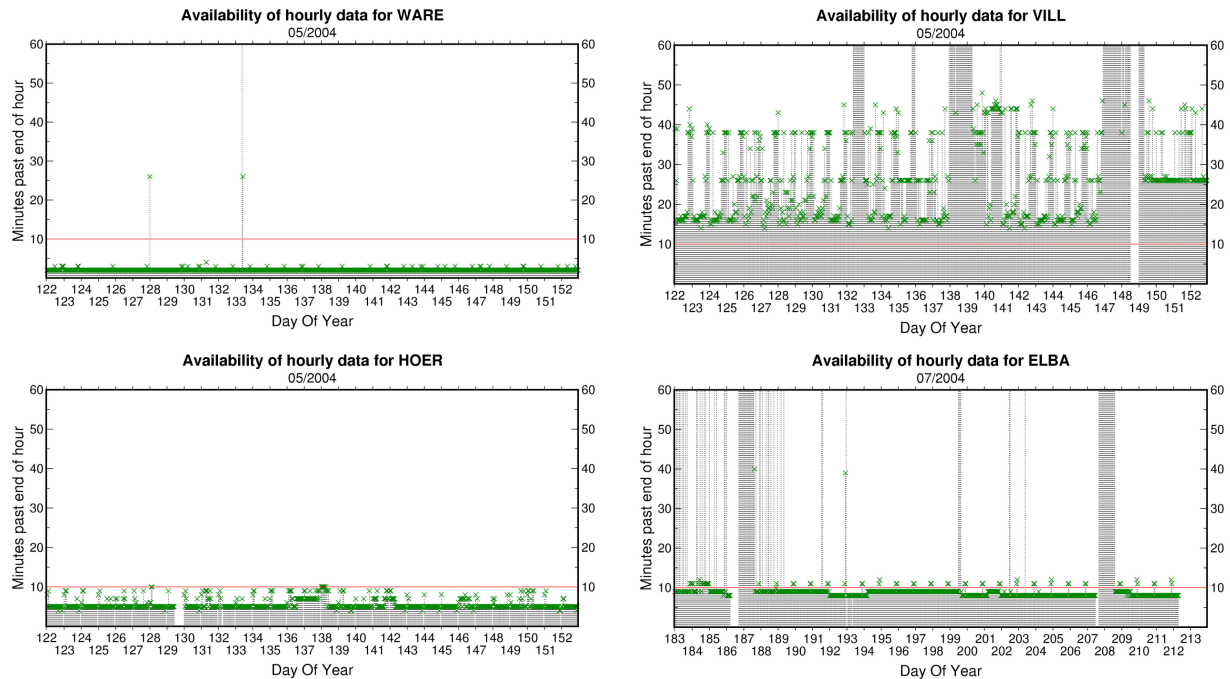 Availability of hourly data for WARE
05/2004
60
50
40
30
20
10
Minutes past end of hour
60
50
40
30
20
10
122 124 126 128 130 132 134 136 138 140 142 144 146 148 150 152
123 125 127 129 131 133 135 137 139 141 143 145 147 149 151
Day Of Year
Availability of hourly data for VILL
05/2004
60
50
40
30
20
10
Minutes past end of hour
60
50
40
30
20
10
122 124 126 128 130 132 134 136 138 140 142 144 146 148 150 152
123 125 127 129 131 133 135 137 139 141 143 145 147 149 151
Day Of Year
Availability of hourly data for HOER
05/2004
60
50
40
30
20
10
Minutes past end of hour
60
50
40
30
20
10
122 124 126 128 130 132 134 136 138 140 142 144 146 148 150 152
123 125 127 129 131 133 135 137 139 141 143 145 147 149 151
Day Of Year
Availability of hourly data for ELBA
07/2004
60
50
40
30
20
10
Minutes past end of hour
60
50
40
30
20
10
183 185 187 189 191 193 195 197 199 201 203 205 207 209 211 213
184 186 188 190 192 194 196 198 200 202 204 206 208 210 212
Day Of Year